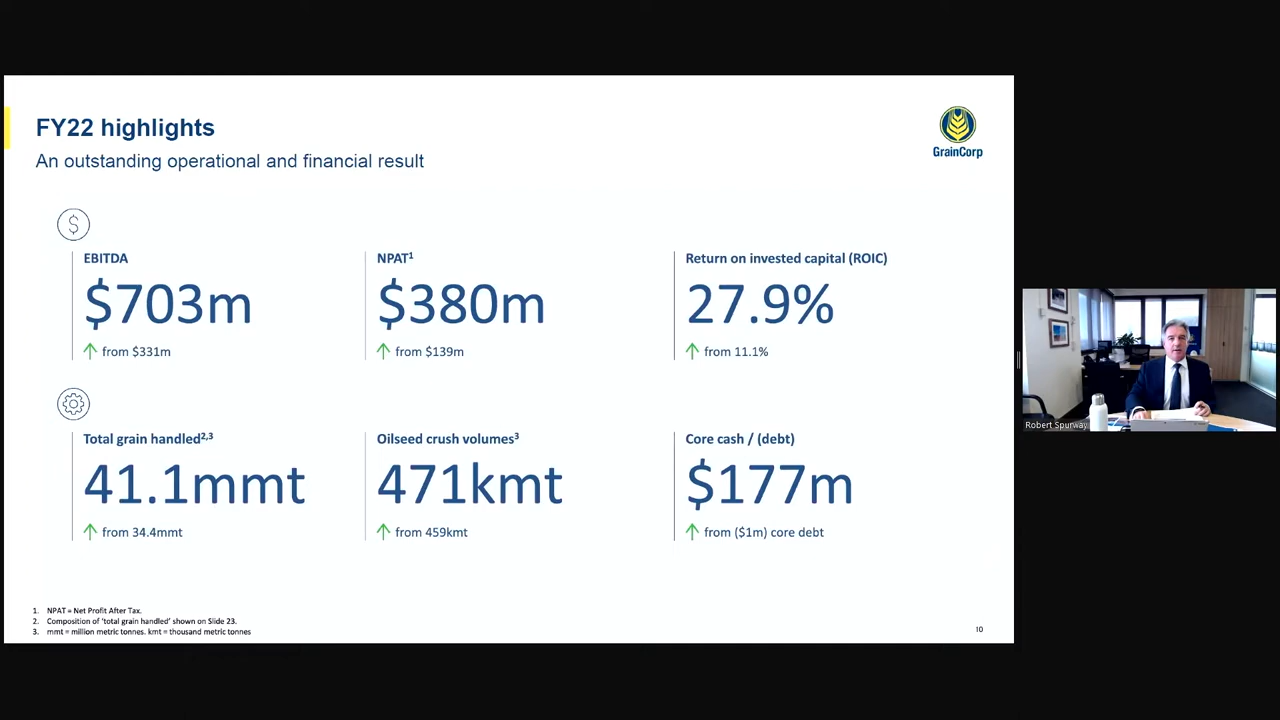 FY22 highlights
An outstanding operational and financial result
GrainCorp
$
EBITDA
$703m
from $331m
NPAT1
$380m
from $139m
Return on invested capital (ROIC)
27.9%
from 11.1%
Total grain handled2,3
41.1mmt
from 34.4mmt
Oilseed crush volumes3
471kmt
from 459kmt
Core cash / (debt)
$177m
from ($1m) core debt
1. NPAT = Net Profit After Tax.
2. Composition of 'total grain handled' shown on Slide 23.
3. mmt = million metric tonnes. kmt = thousand metric tonnes
10
Robert Spurway